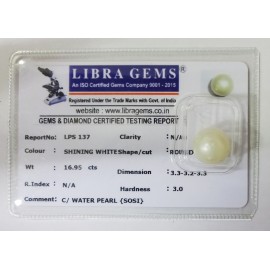 LIBRA GEMS®
An ISO Certified Gems Company 9001 - 2015
Registered Under the Trade Marks with Govt. of India
website : www.libragems.co.in
GEMS & DIAMOND CERTIFIED TESTING REPORT
ReportNo: LPS 137 Clarity : N/A
Colour : SHINING WHITE Shape/cut : ROUND
Wt : 16.95 cts Dimension : 3.3-3.2-3.3
R.Index : N/A Hardness : 3.0
Comment: C/ WATER PEARL {SOSI}